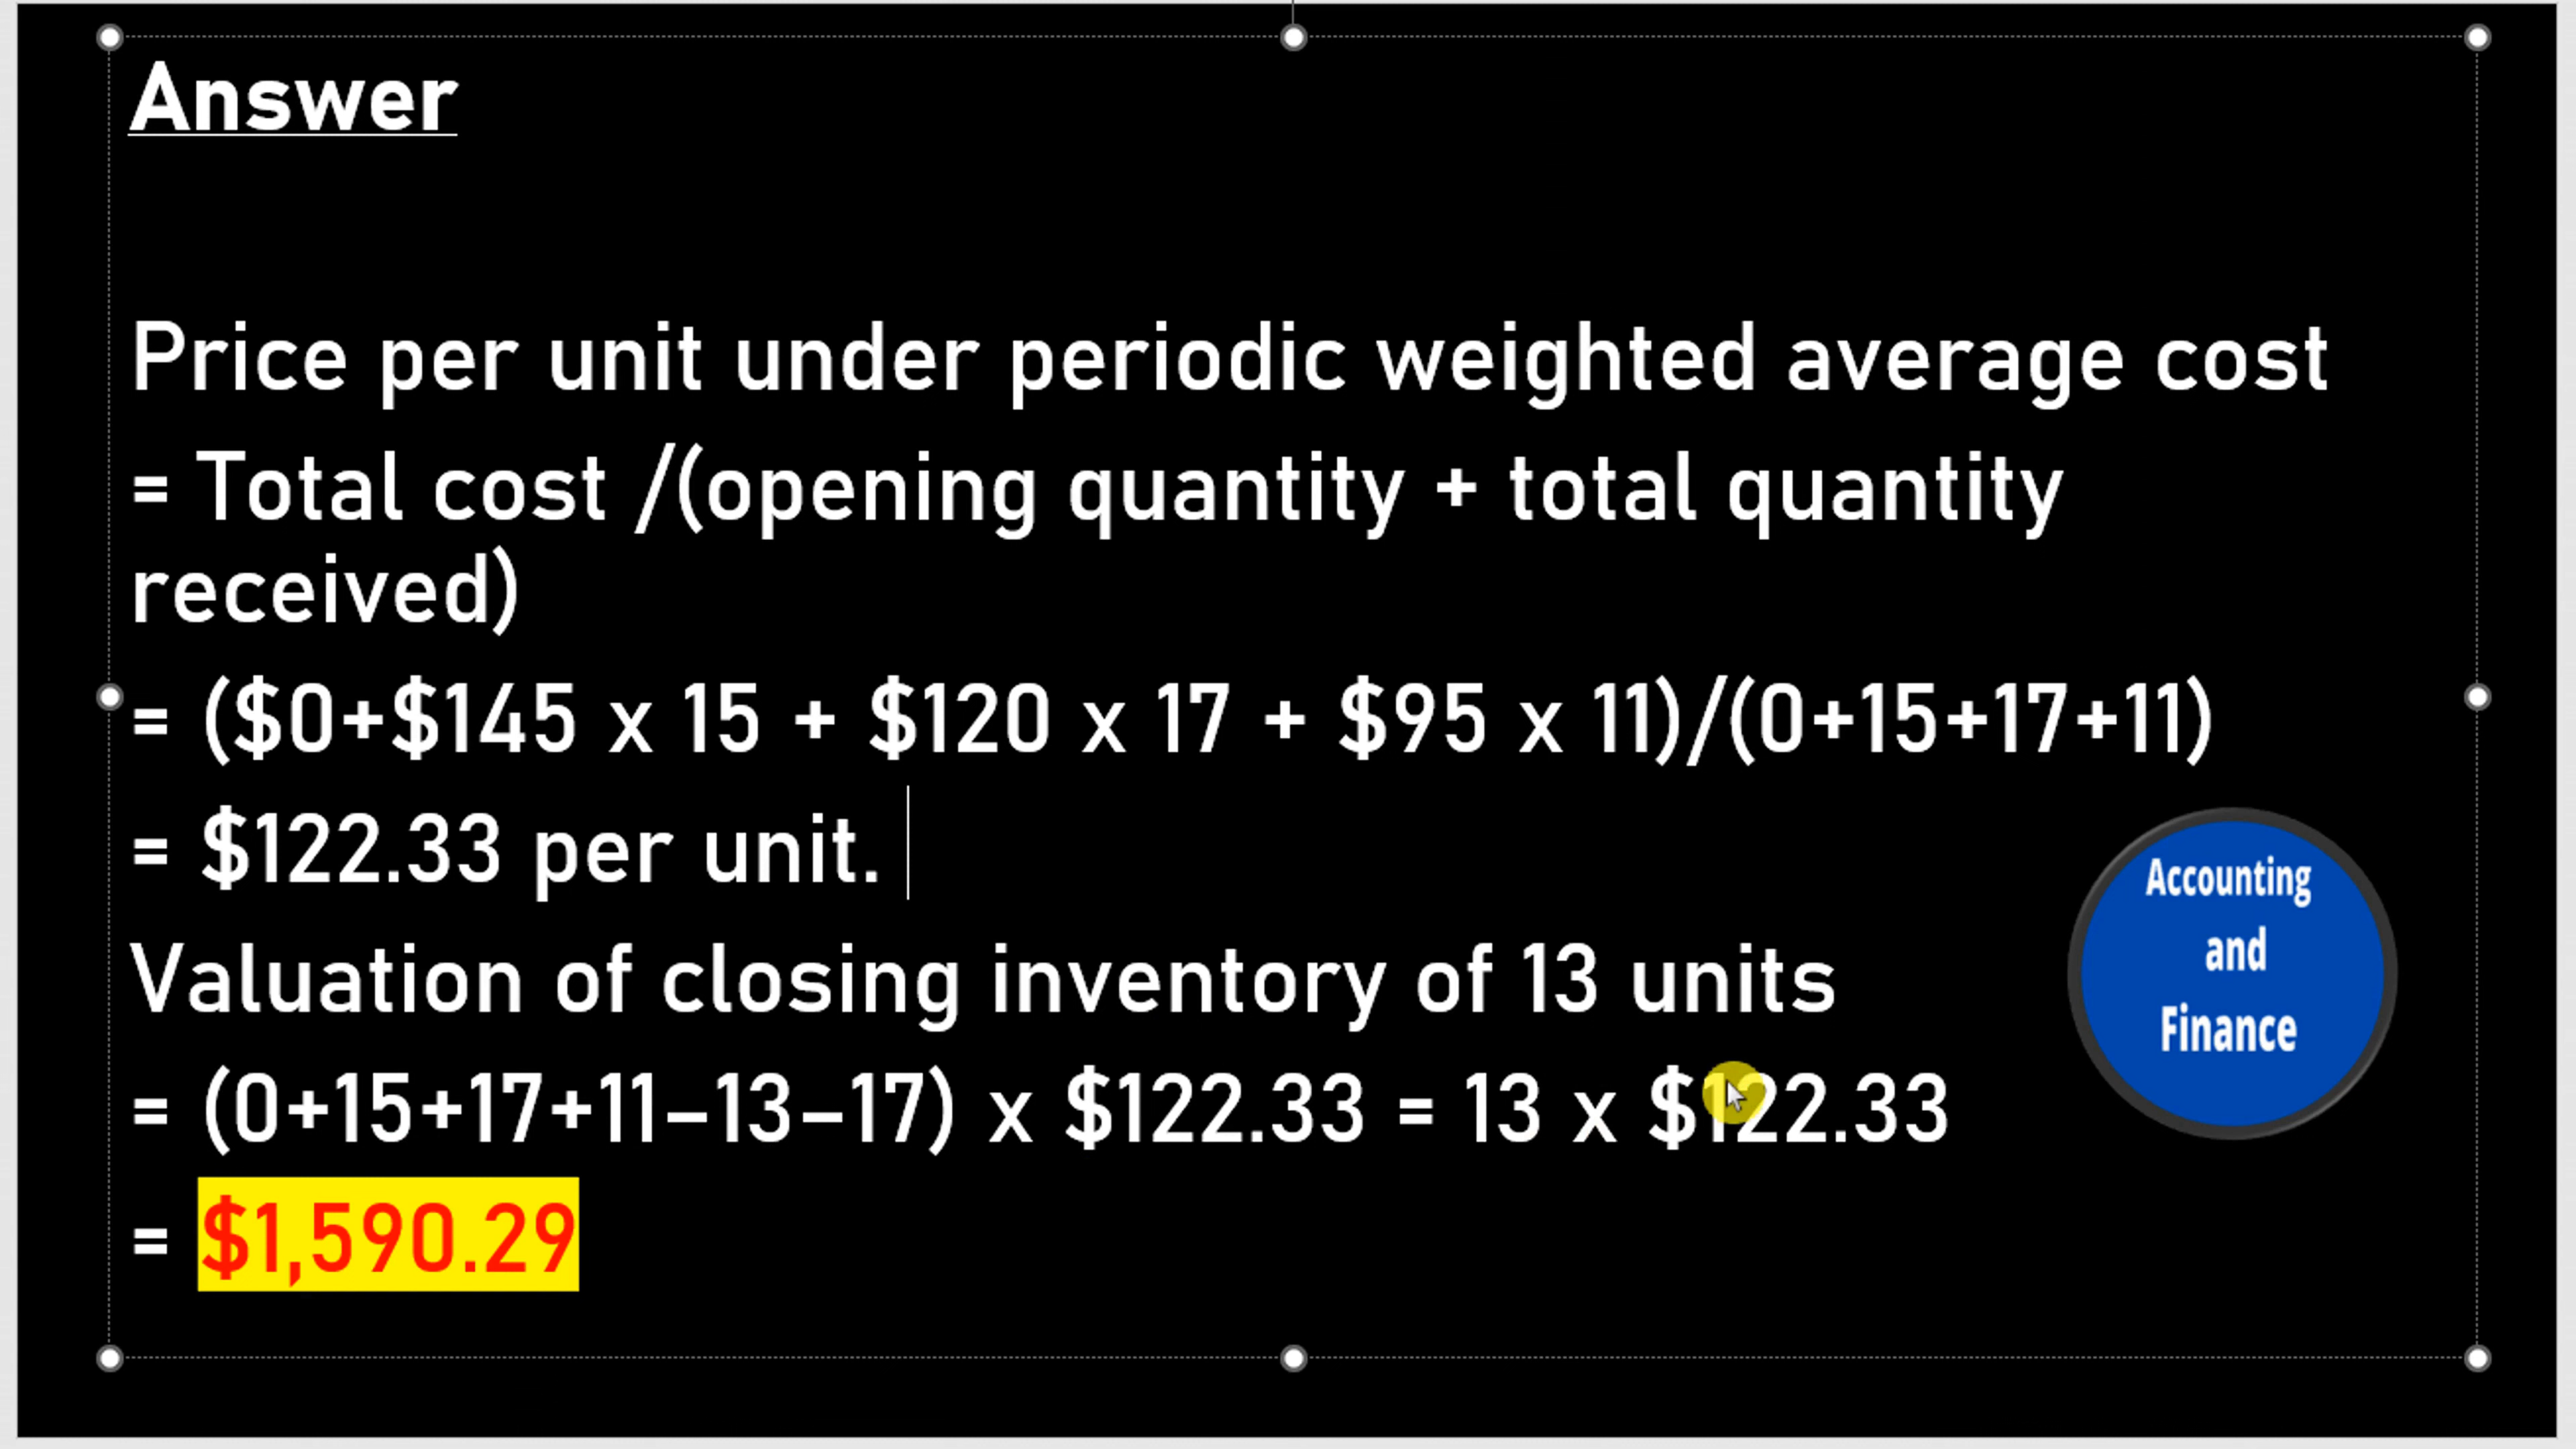 Answer
Price per unit under periodic weighted average cost
= Total cost /(opening quantity + total quantity
received)
= ($0+$145 x 15 + $120 x 17 + $95 x 11)/(0+15+17+11)
= $122.33 per unit.
Valuation of closing inventory of 13 units
= (0+15+17+11–13–17) x $122.33 = 13 x $122.33
= $1,590.29
Accounting
and
Finance